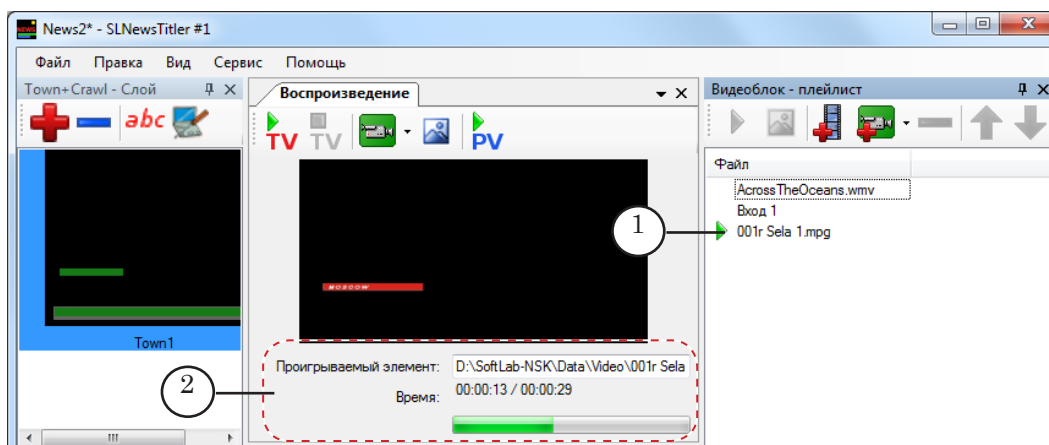 NEWS News2* - SLNewsTitler #1
Файл Правка Вид Сервис Помощь
Town+Crawl - Слой
abc
Town1
Воспроизведение
TV TV PV
MOSCOW
Проигрываемый элемент: D:\SoftLab-NSK\Data\Video\001r Sela
Время: 00:00:13 / 00:00:29
Видеоблок - плейлист
Файл
AcrossTheOceans.wmv
Вход 1
001r Sela 1.mpg
1
2